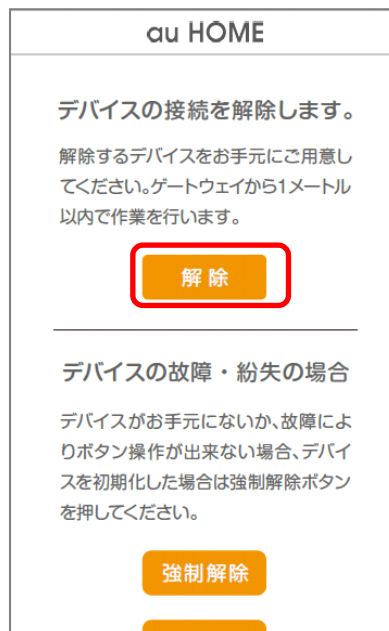 au HOME
デバイスの接続を解除します。
解除するデバイスをお手元にご用意し
てください。ゲートウェイから1メートル
以内で作業を行います。
解除
デバイスの故障・紛失の場合
デバイスがお手元にないか、故障によ
りボタン操作が出来ない場合、デバイ
スを初期化した場合は強制解除ボタン
を押してください。
強制解除